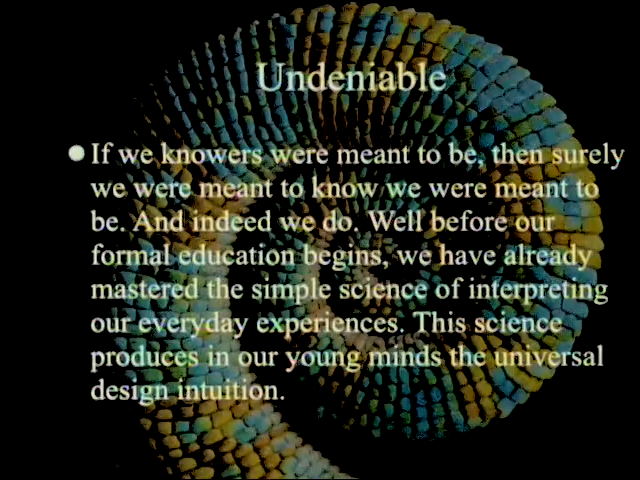 Undeniable
If we knowers were meant to be, then surely
we were meant to know we were meant to
be. And indeed we do. Well before our
formal education begins, we have already
mastered the simple science of interpreting
our everyday experiences. This science
produces in our young minds the universal
design intuition.